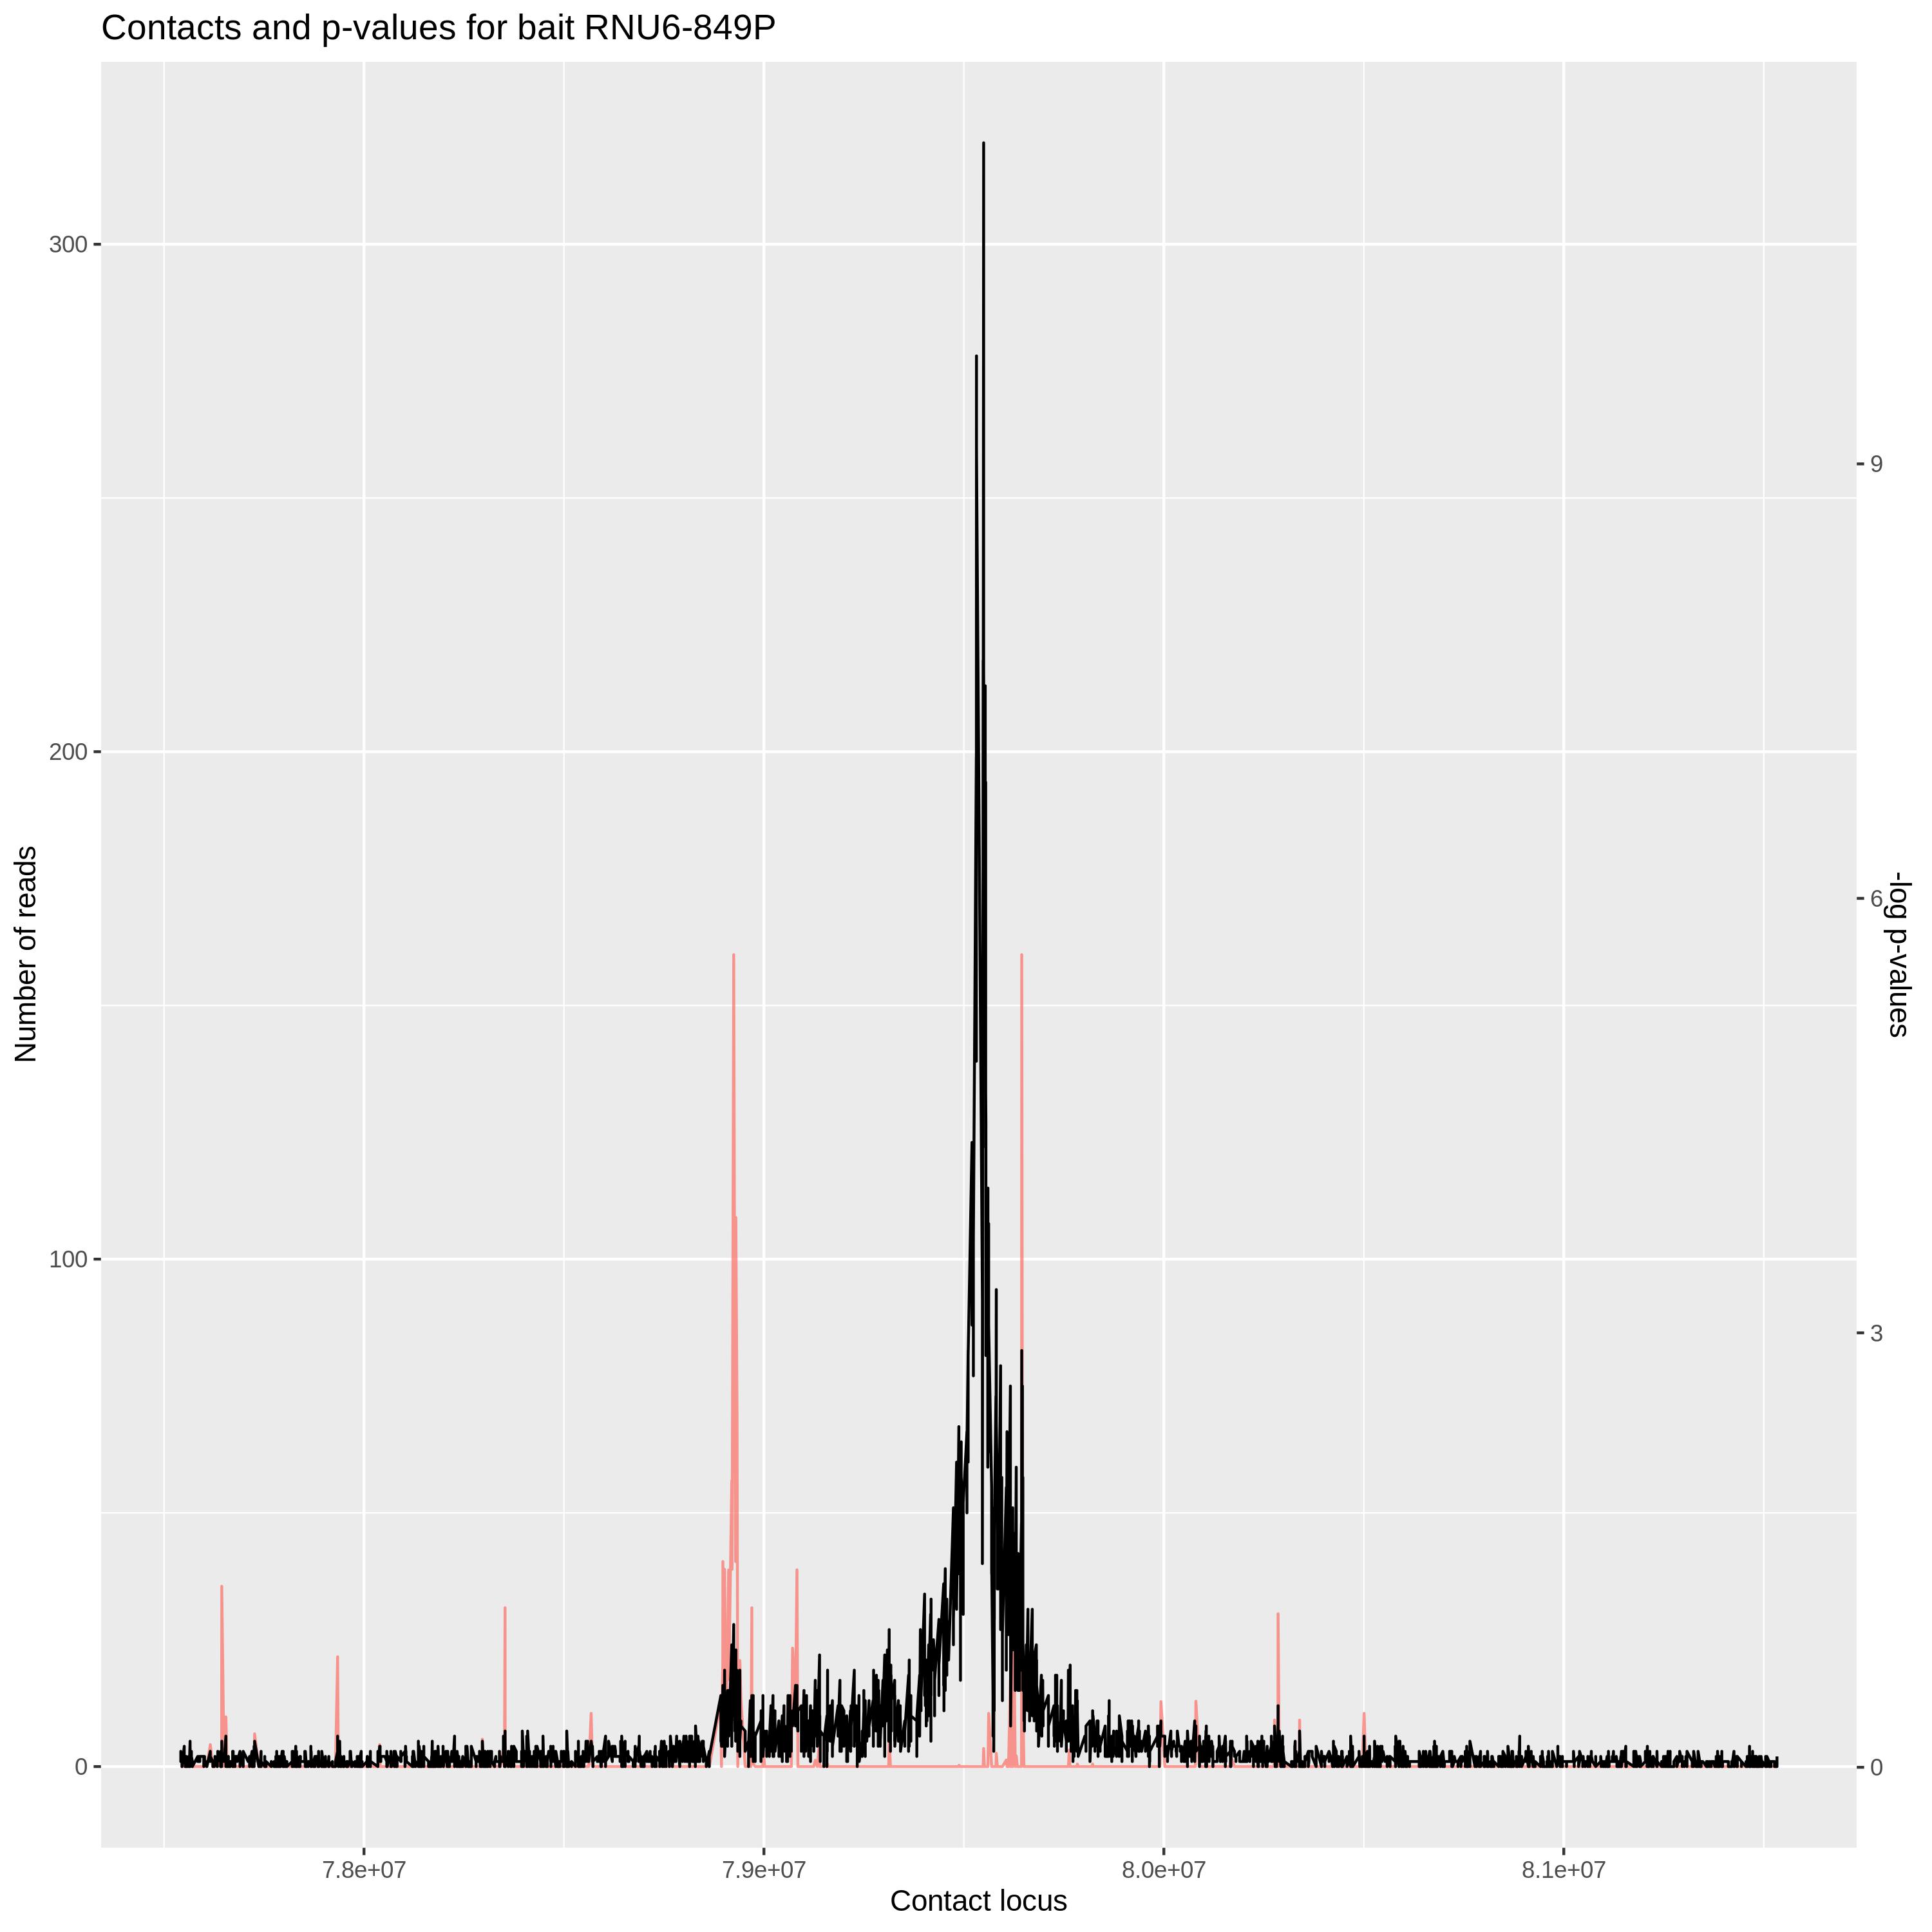 Contacts and p-values for bait RNU6-849P
300
200
100
0
9
6
3
0
Number of reads
-log p-values
7.8e+07
7.9e+07
8.0e+07
8.1e+07
Contact locus